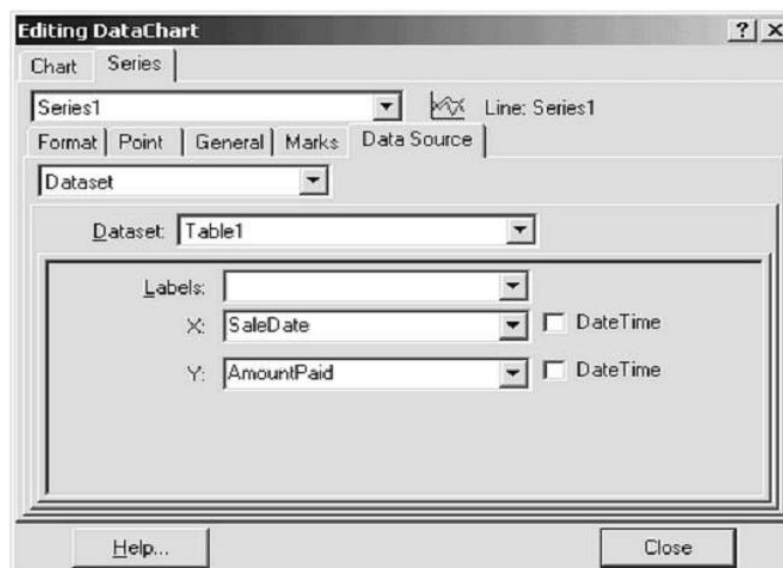 Editing DataChart
Chart Series
Series1 Line: Series1
Format Point General Marks Data Source
Dataset
Dataset: Table1
Labels:
X: SaleDate DateTime
Y: AmountPaid DateTime
Help... Close